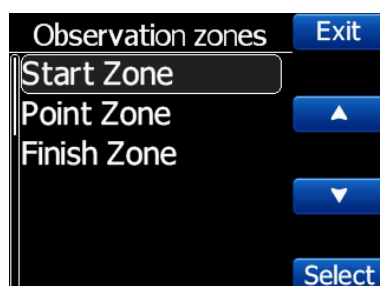 Observation zones
Exit
Start Zone
Point Zone
Finish Zone
Select